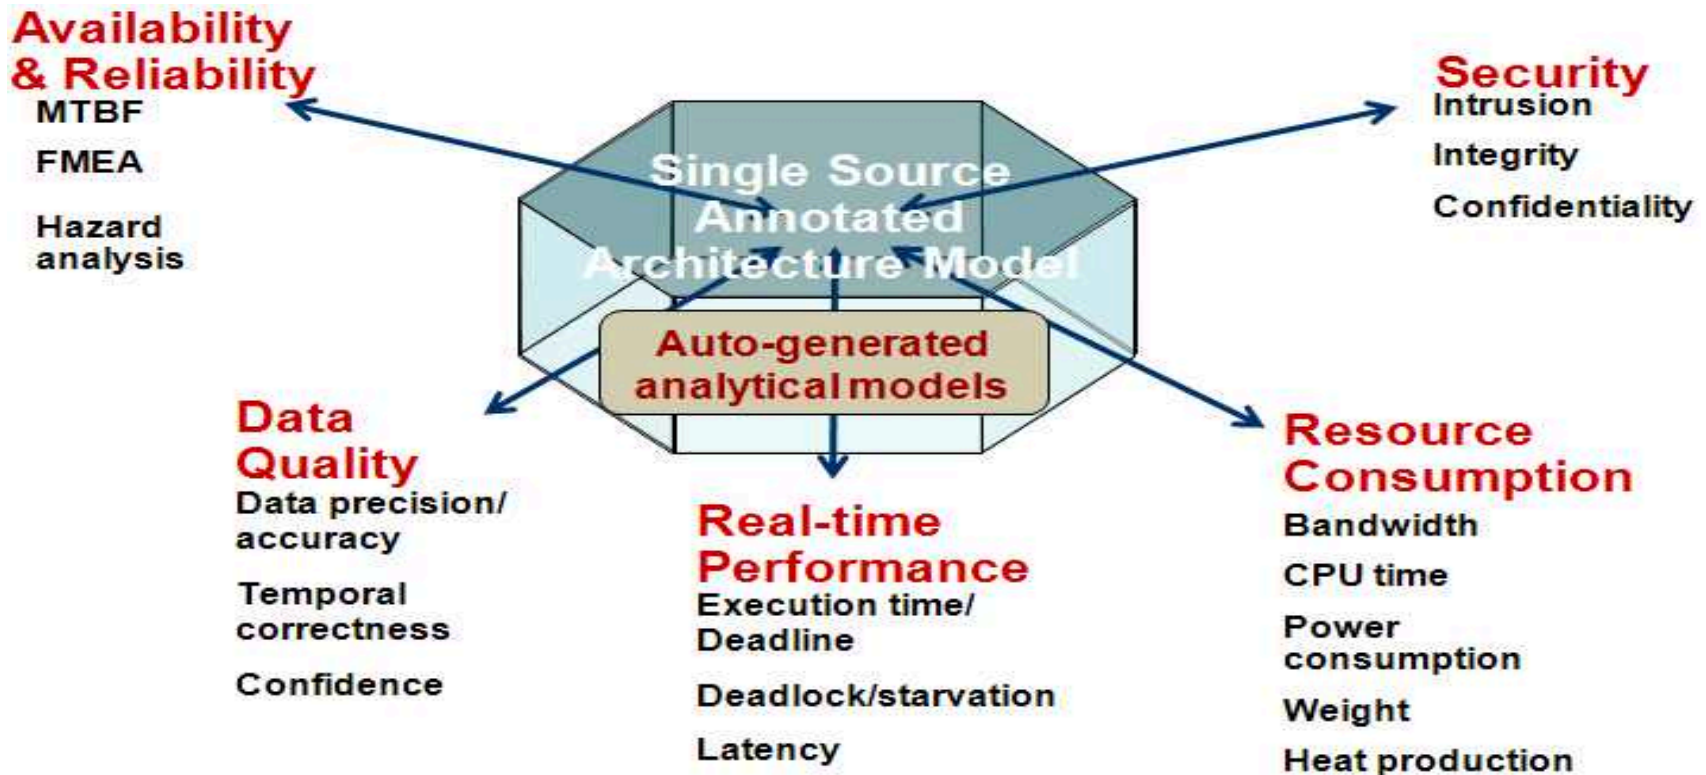 Availability
& Reliability
MTBF
FMEA
Hazard
analysis
Security
Intrusion
Integrity
Confidentiality
Single Source
Annotated
Architecture Model
Auto-generated
analytical models
Data
Quality
Data precision/
accuracy
Temporal
correctness
Confidence
Real-time
Performance
Execution time/
Deadline
Deadlock/starvation
Latency
Resource
Consumption
Bandwidth
CPU time
Power
consumption
Weight
Heat production